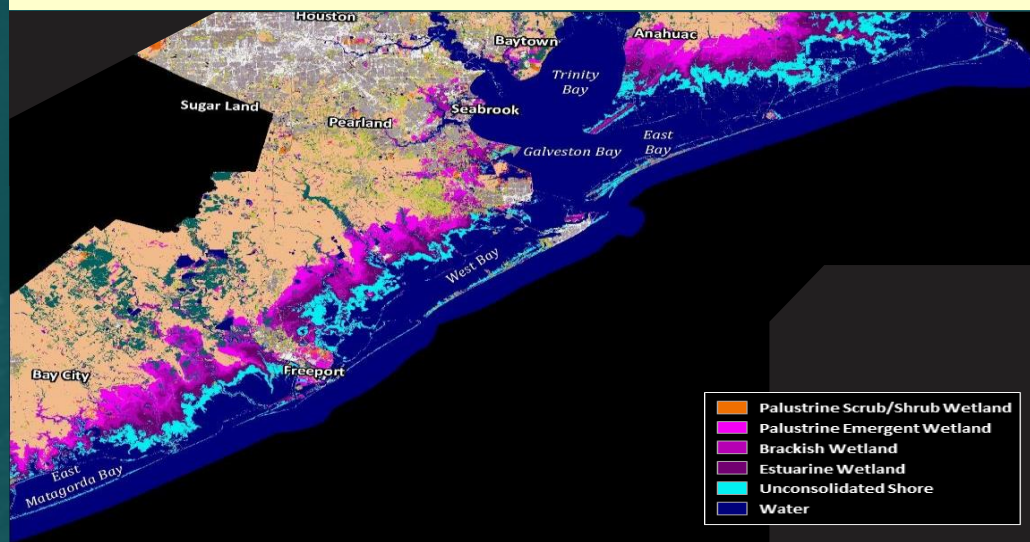 Houston
Baytown
Anahuac
Trinity
Bay
Sugar Land
Seabrook
Pearland
East
Bay
Galveston Bay
West Bay
Freeport
Bay City
East
Matagorda Bay
Palustrine Scrub/Shrub Wetland
Palustrine Emergent Wetland
Brackish Wetland
Estuarine Wetland
Unconsolidated Shore
Water